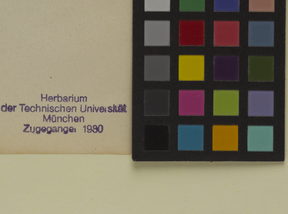 Herbarium
der Technischen Universität
München
Zugegangen 1980